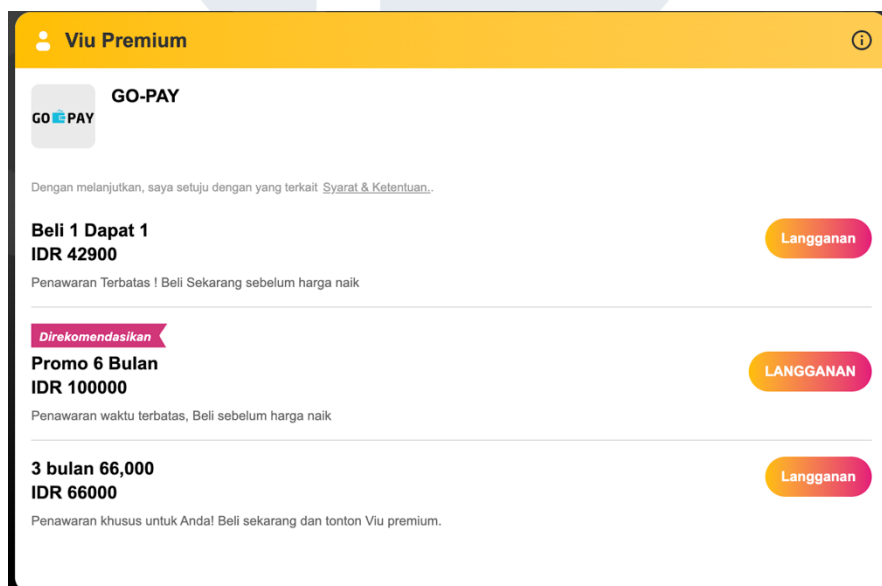 Viu Premium
GO PAY
GO-PAY
Dengan melanjutkan, saya setuju dengan yang terkait Syarat & Ketentuan..
Beli 1 Dapat 1
IDR 42900
Langganan
Penawaran Terbatas ! Beli Sekarang sebelum harga naik
Direkomendasikan
Promo 6 Bulan
IDR 100000
LANGGANAN
Penawaran waktu terbatas, Beli sebelum harga naik
3 bulan 66,000
IDR 66000
Langganan
Penawaran khusus untuk Anda! Beli sekarang dan tonton Viu premium.